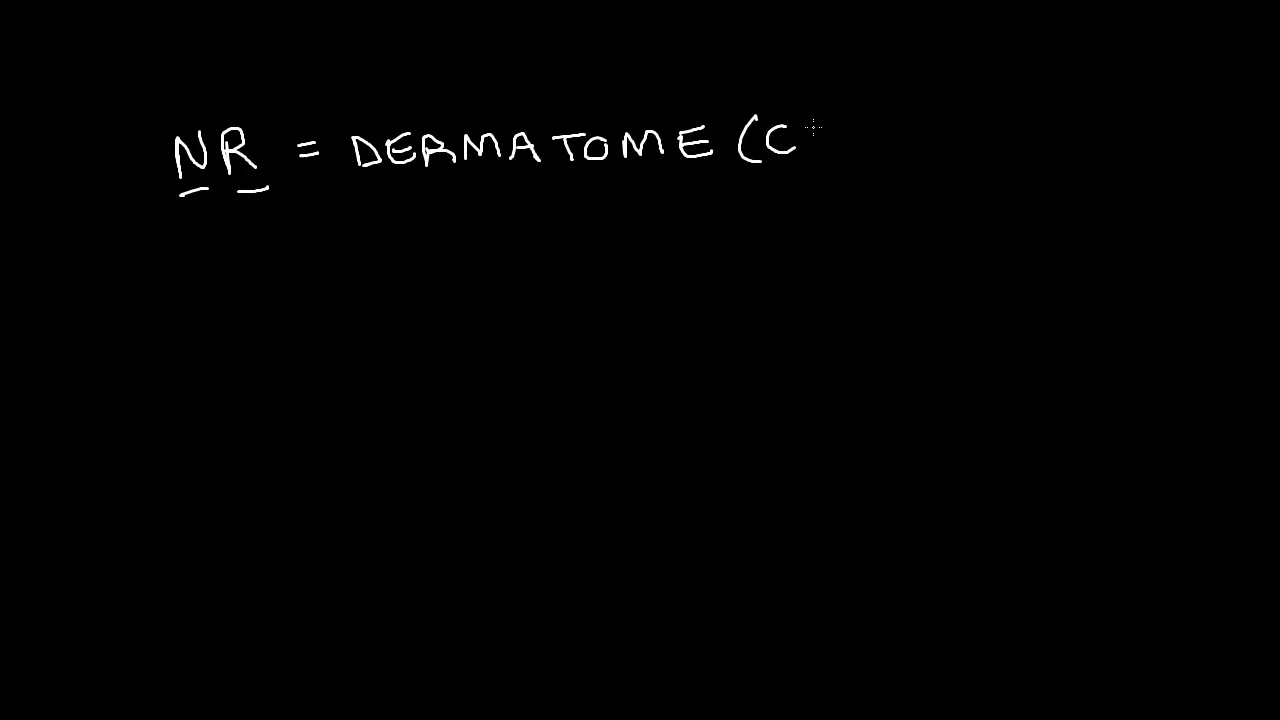 NR = DERMATOME (C